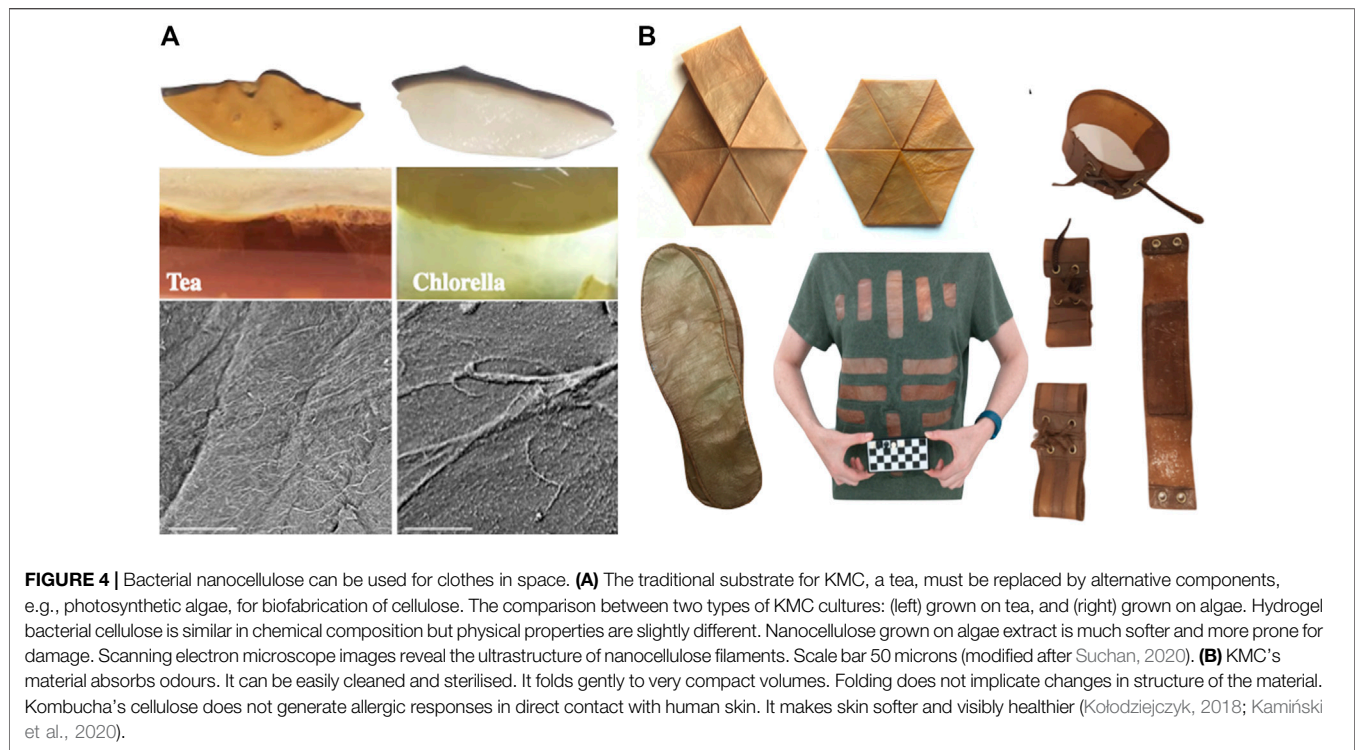 A
B
Tea
Chlorella
FIGURE 4 | Bacterial nanocellulose can be used for clothes in space. (A) The traditional substrate for KMC, a tea, must be replaced by alternative components,
e.g., photosynthetic algae, for biofabrication of cellulose. The comparison between two types of KMC cultures: (left) grown on tea, and (right) grown on algae. Hydrogel
bacterial cellulose is similar in chemical composition but physical properties are slightly different. Nanocellulose grown on algae extract is much softer and more prone for
damage. Scanning electron microscope images reveal the ultrastructure of nanocellulose filaments. Scale bar 50 microns (modified after Suchan, 2020). (B) KMC's
material absorbs odours. It can be easily cleaned and sterilised. It folds gently to very compact volumes. Folding does not implicate changes in structure of the material.
Kombucha's cellulose does not generate allergic responses in direct contact with human skin. It makes skin softer and visibly healthier (Kołodziejczyk, 2018; Kamiński
et al., 2020).